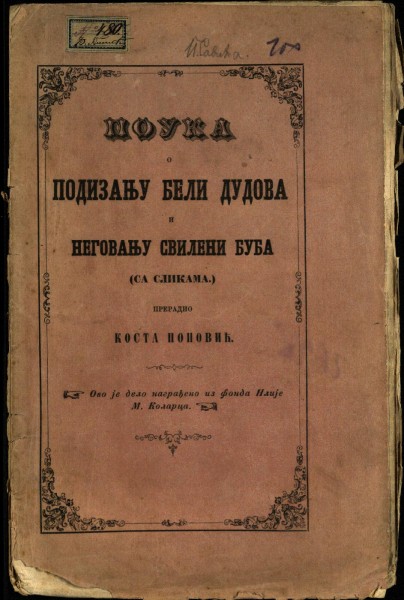 180
ПОУКА
о
ПОДИЗАЊУ БЕЛИ ДУДОВА
и
НЕГОВАЊУ СВИЛЕНИ БУБА
(СА СЛИКАМА.)
ПРЕРАДИО
КОСТА ПОПОВИЋ.
Ово је дело награђено из фонда Илије
М. Коларца.